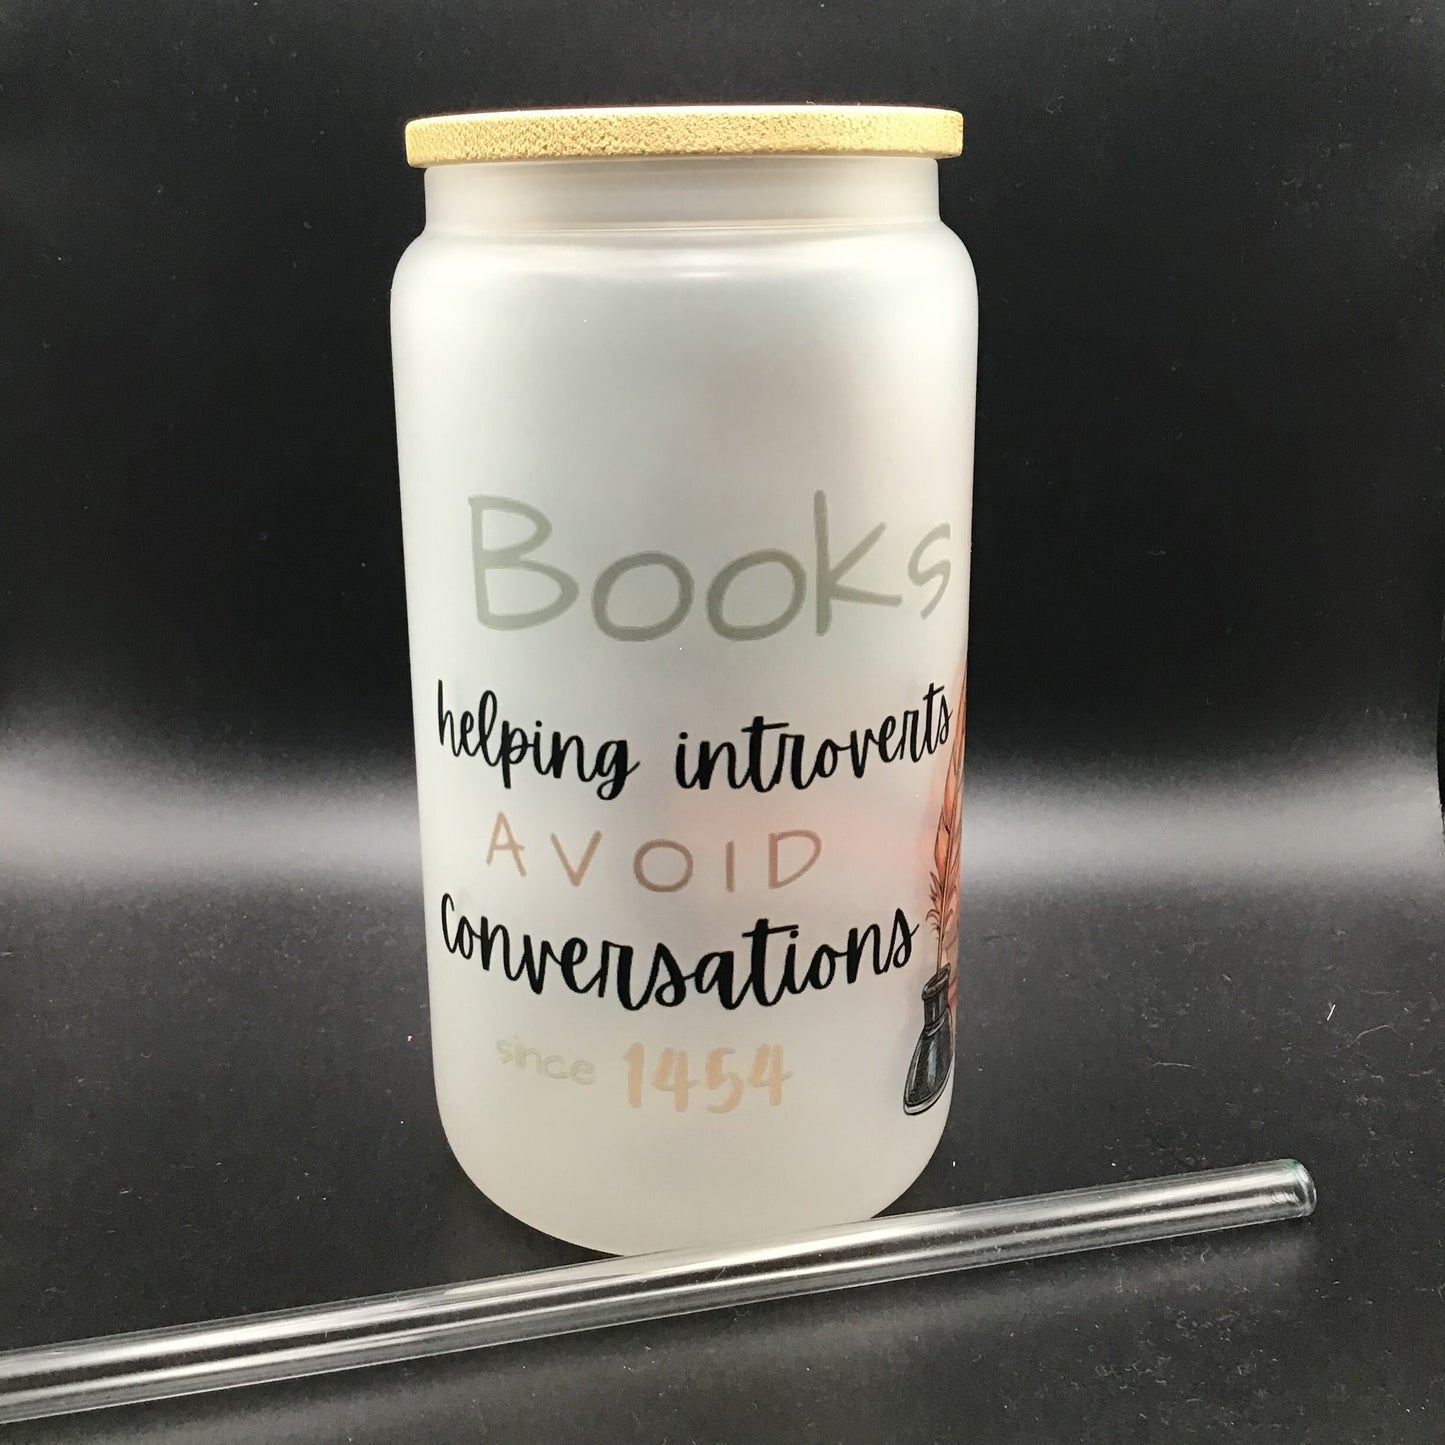 Books
helping introverts
AVOID
conversations
since 1454